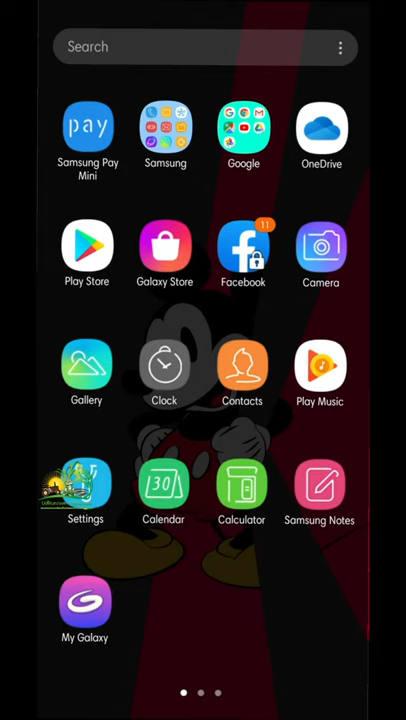 Search
pay
Samsung Pay
Mini
Samsung
Google
OneDrive
Play Store
Galaxy Store
11
Facebook
Camera
Gallery
Clock
Contacts
Play Music
Settings
30
Calendar
Calculator
Samsung Notes
My Galaxy